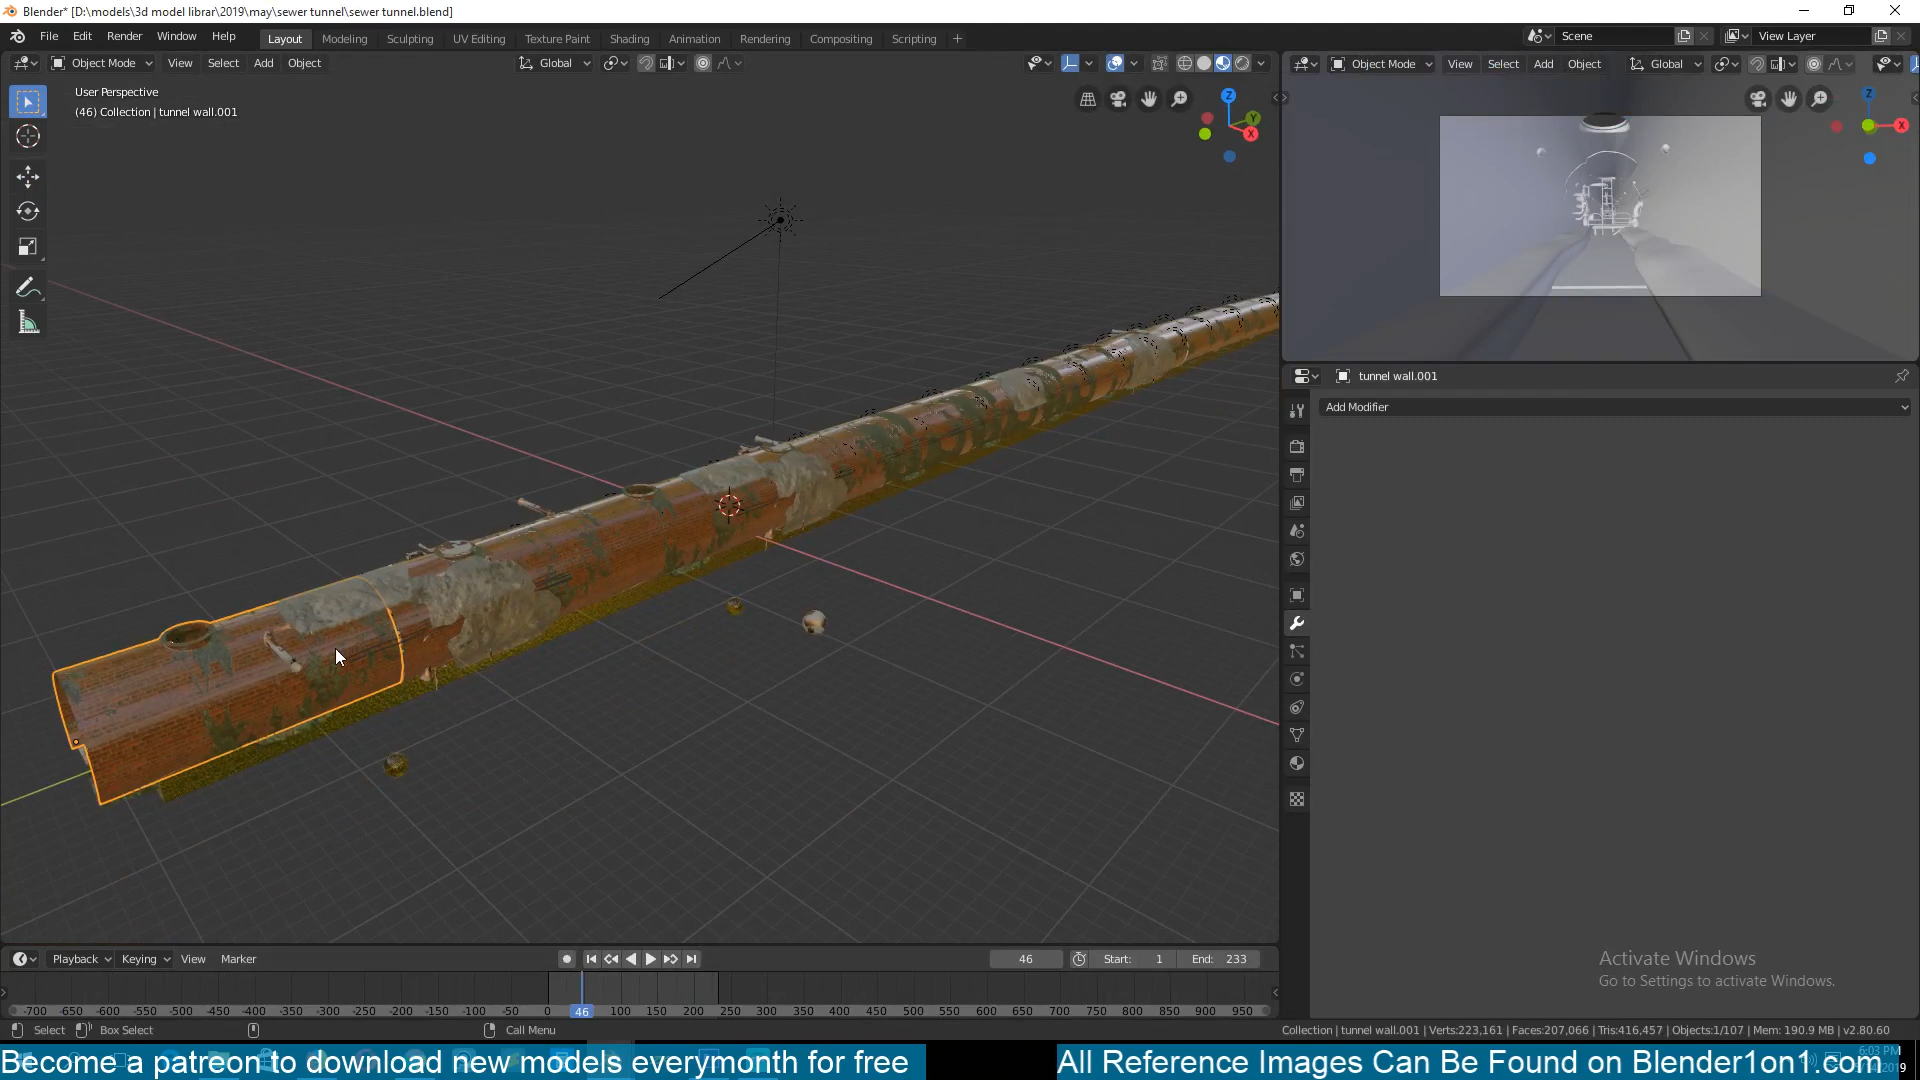 Blender* [D:\models\3d model librar\2019\may\sewer tunnel\sewer tunnel.blend]
File Edit Render Window Help Layout Modeling Sculpting UV Editing Texture Paint Shading Animation Rendering Compositing Scripting + Scene View Layer
Object Mode View Select Add Object Global Object Mode View Select Add Object Global
User Perspective
(46) Collection | tunnel wall.001
Z Y X
Z X
tunnel wall.001
Add Modifier
Activate Windows
Go to Settings to activate Windows.
Playback Keying View Marker 46 Start: 1 End: 233
-700 -650 -600 -550 -500 -450 -400 -350 -300 -250 -200 -150 -100 -50 0 46 100 150 200 250 300 350 400 450 500 550 600 650 700 750 800 850 900 950
Select Box Select Call Menu Collection | tunnel wall.001 | Verts:223,161 | Faces:207,066 | Tris:416,457 | Objects:1/107 | Mem: 190.9 MB | v2.80.60
Become a patreon to download new models everymonth for free All Reference Images Can Be Found on Blender1on1.com
6:03 PM